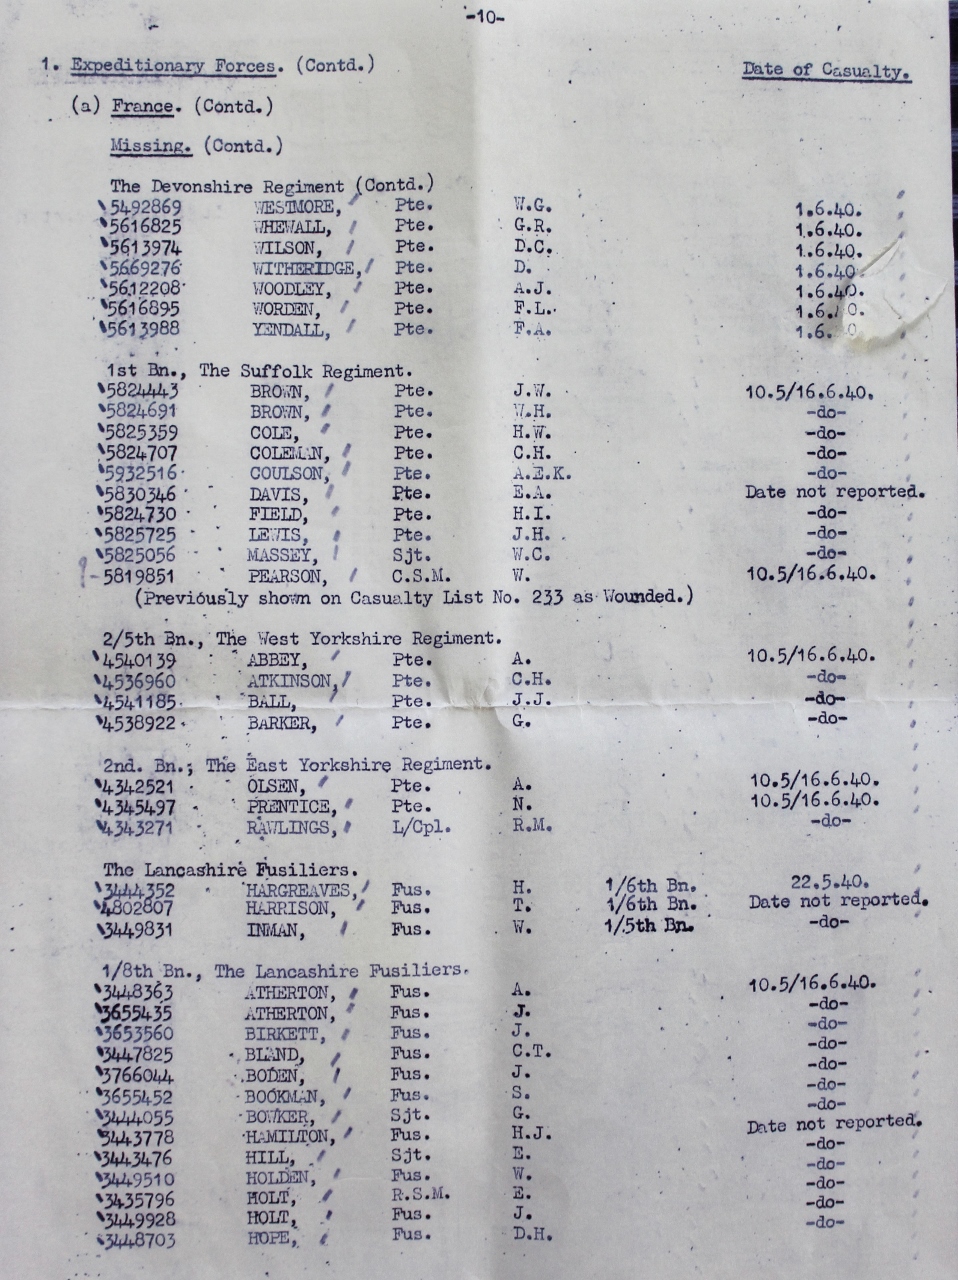 -10-
1. Expeditionary Forces. (Contd.) Date of Casualty.
(a) France. (Contd.)
Missing. (Contd.)
The Devonshire Regiment (Contd.)
5492869 WESTMORE, Pte. W.G. 1.6.40.
5616825 WHEWALL, Pte. G.R. 1.6.40.
5613974 WILSON, Pte. D.C. 1.6.40.
5669276 WITHERIDGE, Pte. D. 1.6.40.
5612208 WOODLEY, Pte. A.J. 1.6.40.
5616895 WORDEN, Pte. F.L. 1.6. 0.
5613988 YENDALL, Pte. F.A. 1.6. 0.
1st Bn., The Suffolk Regiment.
5824443 BROWN, Pte. J.W. 10.5/16.6.40.
5824691 BROWN, Pte. W.H. -do-
5825359 COLE, Pte. H.W. -do-
5824707 COLEMAN, Pte. C.H. -do-
5932516 COULSON, Pte. A.E.K. -do-
5830346 DAVIS, Pte. E.A. Date not reported.
5824730 FIELD, Pte. H.I. -do-
5825725 LEWIS, Pte. J.H. -do-
5825056 MASSEY, Sjt. W.C. -do-
5819851 PEARSON, C.S.M. W. 10.5/16.6.40.
(Previously shown on Casualty List No. 233 as Wounded.)
2/5th Bn., The West Yorkshire Regiment.
4540139 ABBEY, Pte. A. 10.5/16.6.40.
4536960 ATKINSON, Pte. C.H. -do-
4541185 BALL, Pte. J.J. -do-
4538922 BARKER, Pte. G. -do-
2nd. Bn., The East Yorkshire Regiment.
4342521 OLSEN, Pte. A. 10.5/16.6.40.
4345497 PRENTICE, Pte. N. 10.5/16.6.40.
4343271 RAWLINGS, L/Cpl. R.M. -do-
The Lancashire Fusiliers.
3444352 HARGREAVES, Fus. H. 1/6th Bn. 22.5.40.
4802807 HARRISON, Fus. T. 1/6th Bn. Date not reported.
3449831 INMAN, Fus. W. 1/5th Bn. -do-
1/8th Bn., The Lancashire Fusiliers.
3448363 ATHERTON, Fus. A. 10.5/16.6.40.
3655435 ATHERTON, Fus. J. -do-
3653560 BIRKETT, Fus. J. -do-
3447825 BLAND, Fus. C.T. -do-
3766044 BODEN, Fus. J. -do-
3655452 BOOKMAN, Fus. S. -do-
3444055 BOWKER, Sjt. G. -do-
3443778 HAMILTON, Fus. H.J. Date not reported.
3443476 HILL, Sjt. E. -do-
3449510 HOLDEN, Fus. W. -do-
3435796 HOLT, R.S.M. E. -do-
3449928 HOLT, Fus. J. -do-
3448703 HOPE, Fus. D.H. -do-